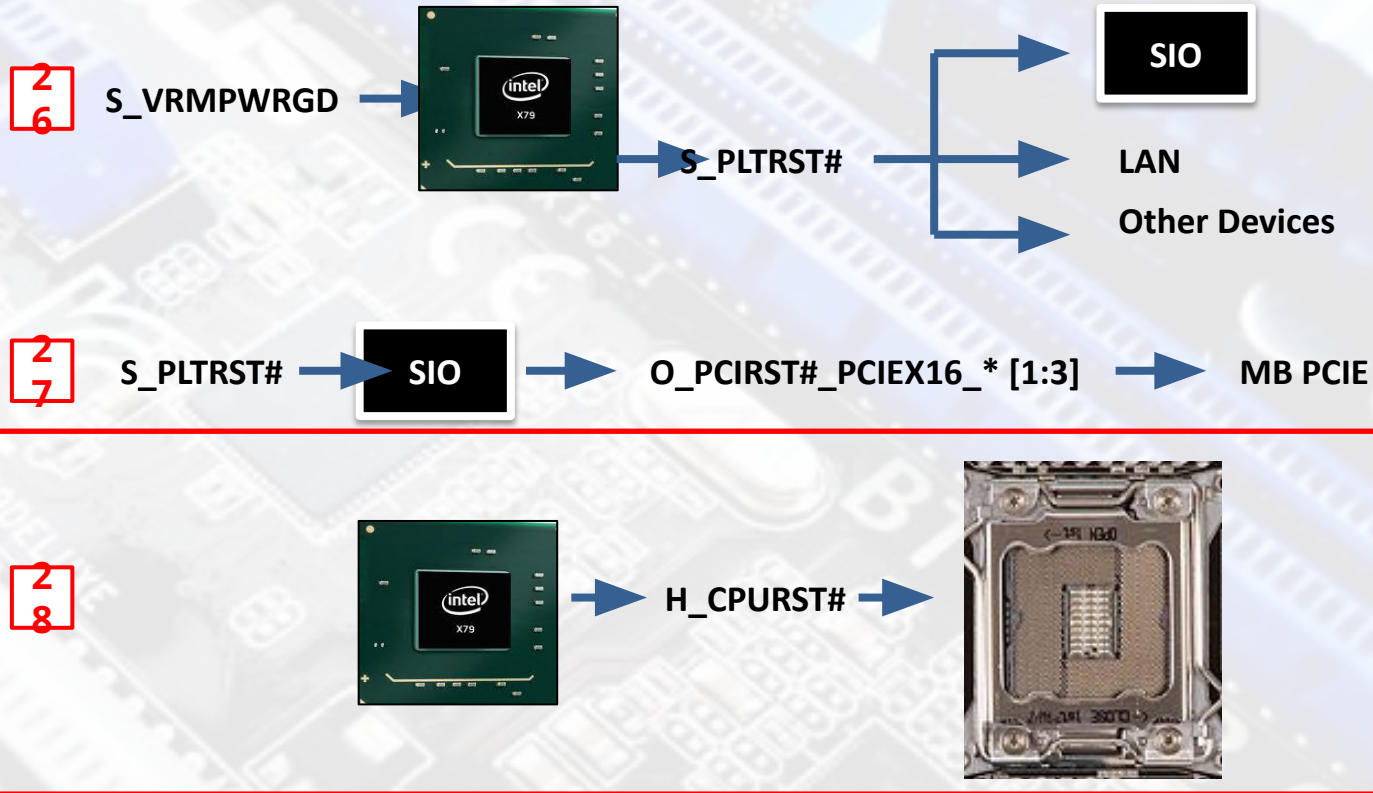 26
S_VRMPWRGD
intel
X79
S_PLTRST#
SIO
LAN
Other Devices
27
S_PLTRST#
SIO
O_PCIRST#_PCIEX16_* [1:3]
MB PCIE
28
intel
X79
H_CPURST#